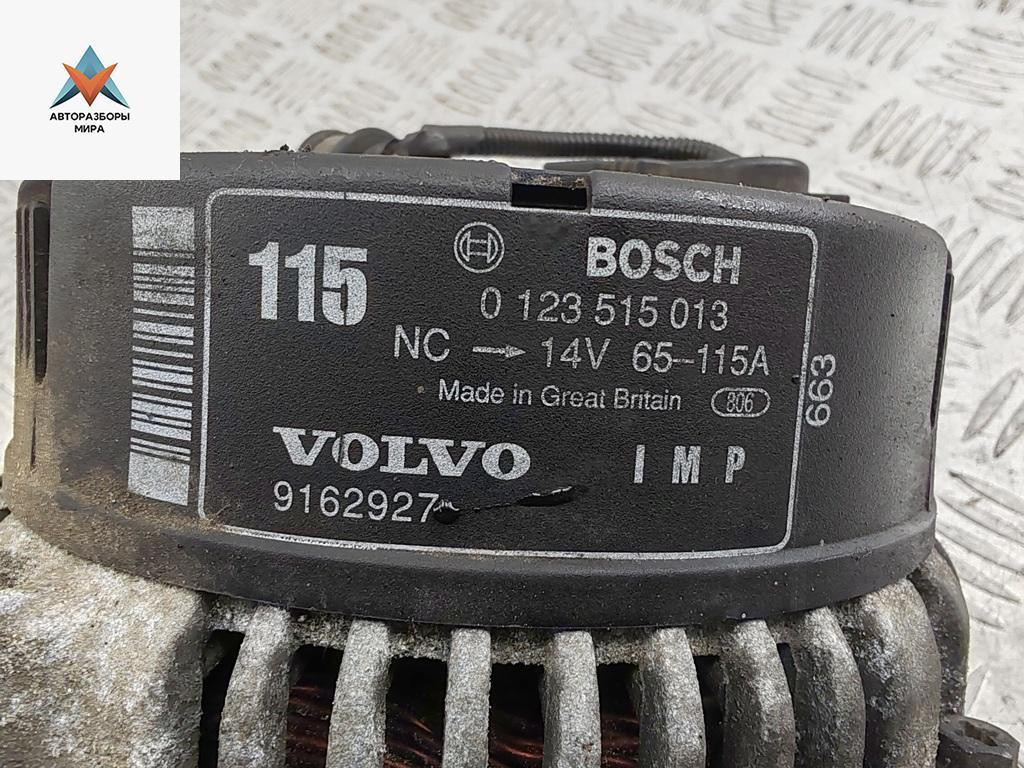 АВТОРАЗБОРЫ
МИРА
115
BOSCH
0 123 515 013
NC → 14V 65–115A
Made in Great Britain 806
663
VOLVO
IMP
9162927